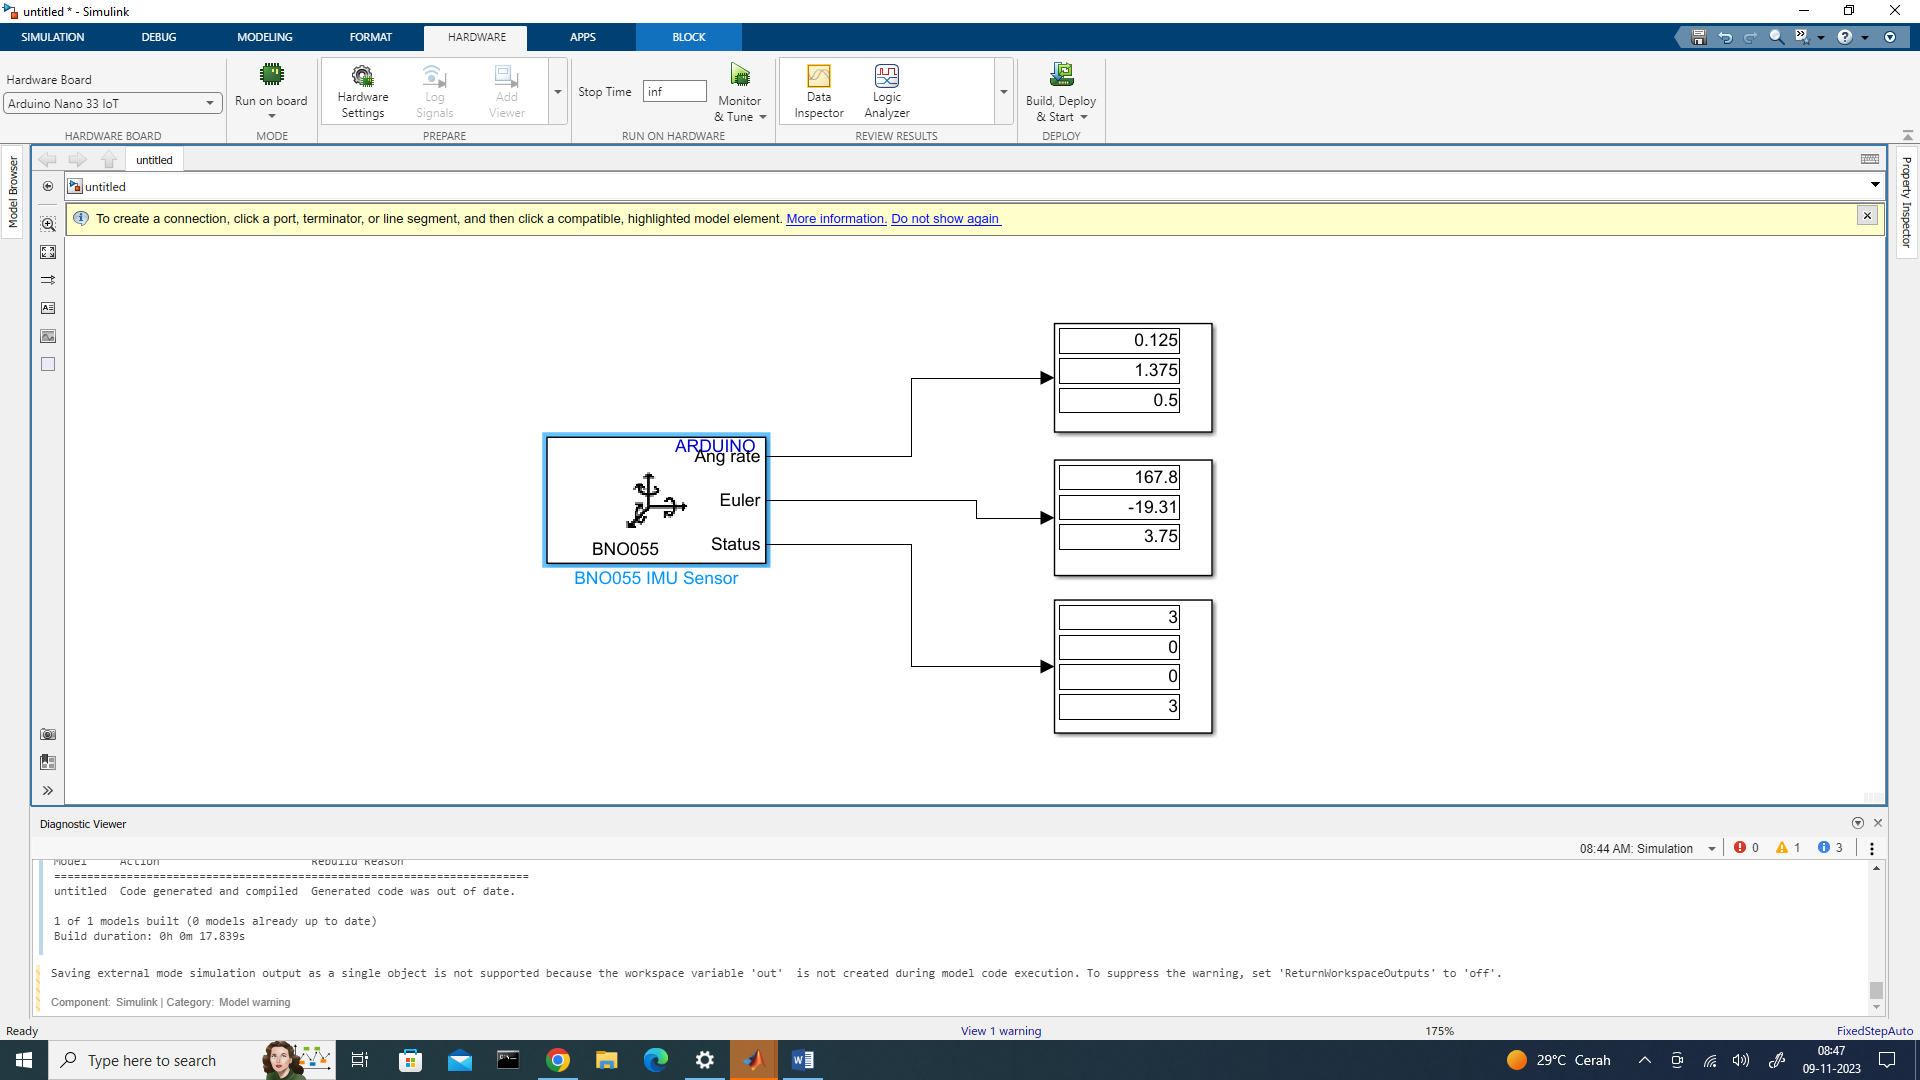 untitled * - Simulink
SIMULATION DEBUG MODELING FORMAT HARDWARE APPS BLOCK
Hardware Board
Arduino Nano 33 IoT
HARDWARE BOARD
Run on board
MODE
Hardware
Settings
Log
Signals
Add
Viewer
PREPARE
Stop Time inf
Monitor
& Tune
RUN ON HARDWARE
Data
Inspector
Logic
Analyzer
REVIEW RESULTS
Build, Deploy
& Start
DEPLOY
Model Browser
untitled
untitled
Property Inspector
To create a connection, click a port, terminator, or line segment, and then click a compatible, highlighted model element. More information. Do not show again
ARDUINO
Ang rate
Euler
Status
BNO055
BNO055 IMU Sensor
0.125
1.375
0.5
167.8
-19.31
3.75
3
0
0
3
Diagnostic Viewer
08:44 AM: Simulation 0 1 3
Model Action Rebuild Reason
========================================================================
untitled Code generated and compiled Generated code was out of date.
1 of 1 models built (0 models already up to date)
Build duration: 0h 0m 17.839s
Saving external mode simulation output as a single object is not supported because the workspace variable 'out' is not created during model code execution. To suppress the warning, set 'ReturnWorkspaceOutputs' to 'off'.
Component: Simulink | Category: Model warning
Ready View 1 warning 175% FixedStepAuto
Type here to search
29°C Cerah
08:47
09-11-2023